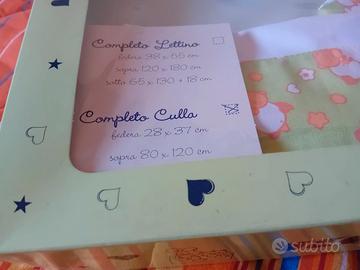 Completo Lettino
federa 38 x 55 cm
sopra 120 x 180 cm
sotto 65 x 130 + 18 cm
Completo Culla
federa 28 x 37 cm
sopra 80 x 120 cm
subito